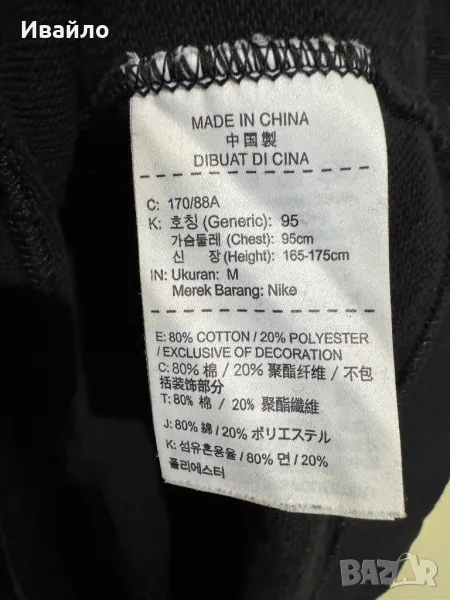 Ивайло
MADE IN CHINA
中国製
DIBUAT DI CINA
C: 170/88A
K: 호칭 (Generic): 95
가슴둘레 (Chest): 95cm
신 장 (Height): 165-175cm
IN: Ukuran: M
Merek Barang: Nike
E: 80% COTTON / 20% POLYESTER
/ EXCLUSIVE OF DECORATION
C: 80% 棉 / 20% 聚酯纤维 / 不包
括装饰部分
T: 80% 棉 / 20% 聚酯纖維
J: 80% 綿 / 20% ポリエステル
K: 섬유혼용율 / 80% 면 / 20%
폴리에스터
BAZAR